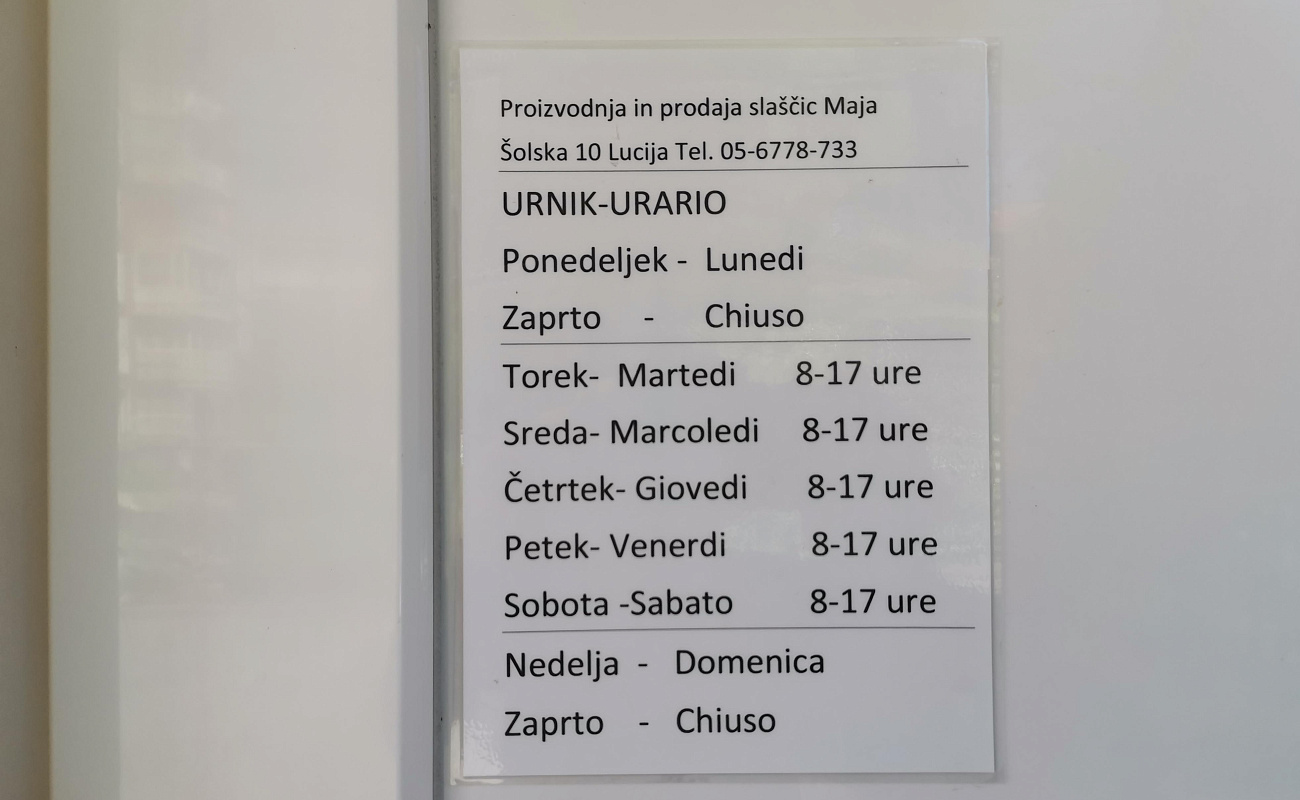 Proizvodnja in prodaja slaščic Maja
Šolska 10 Lucija Tel. 05-6778-733
URNIK-URARIO
Ponedeljek - Lunedi
Zaprto - Chiuso
Torek- Martedi 8-17 ure
Sreda- Marcoledi 8-17 ure
Četrtek- Giovedi 8-17 ure
Petek- Venerdi 8-17 ure
Sobota -Sabato 8-17 ure
Nedelja - Domenica
Zaprto - Chiuso